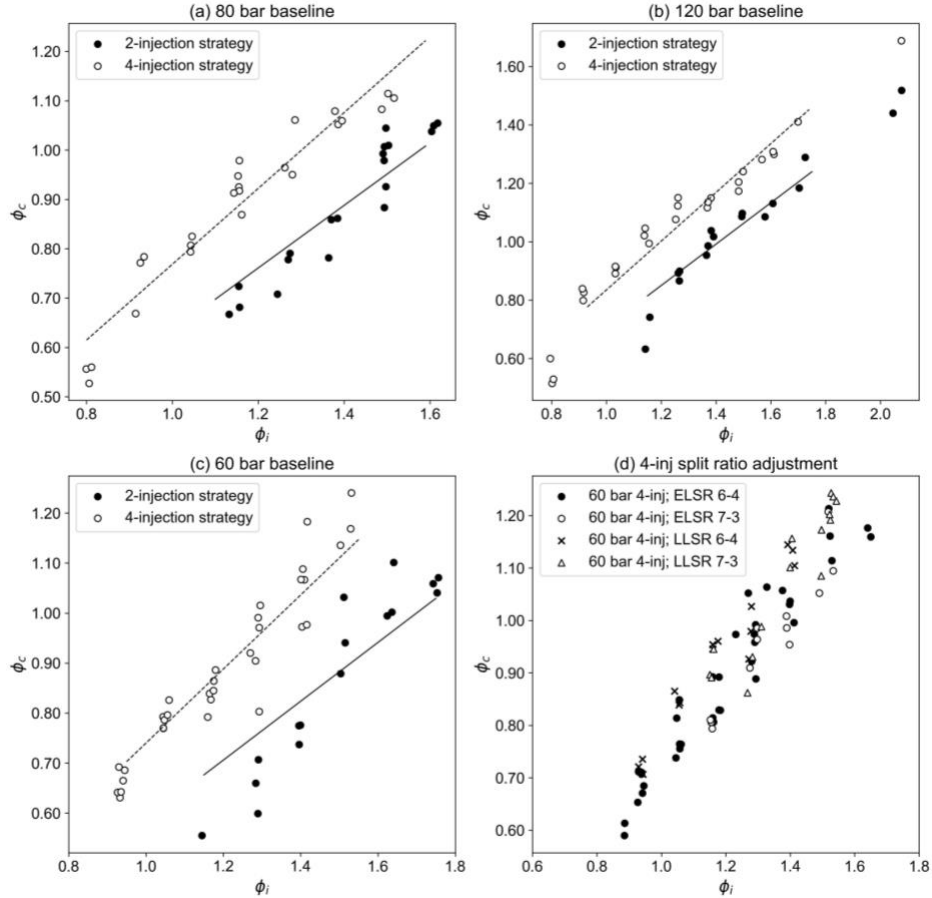 (a) 80 bar baseline
2-injection strategy
4-injection strategy
1.20
1.10
1.00
0.90
0.80
0.70
0.60
0.50
ϕc
0.8 1.0 1.2 1.4 1.6
ϕi
(b) 120 bar baseline
2-injection strategy
4-injection strategy
1.60
1.40
1.20
1.00
0.80
0.60
ϕc
0.8 1.0 1.2 1.4 1.6 1.8 2.0
ϕi
(c) 60 bar baseline
2-injection strategy
4-injection strategy
1.20
1.10
1.00
0.90
0.80
0.70
0.60
ϕc
0.8 1.0 1.2 1.4 1.6 1.8
ϕi
(d) 4-inj split ratio adjustment
60 bar 4-inj; ELSR 6-4
60 bar 4-inj; ELSR 7-3
60 bar 4-inj; LLSR 6-4
60 bar 4-inj; LLSR 7-3
1.20
1.10
1.00
0.90
0.80
0.70
0.60
ϕc
0.6 0.8 1.0 1.2 1.4 1.6 1.8
ϕi